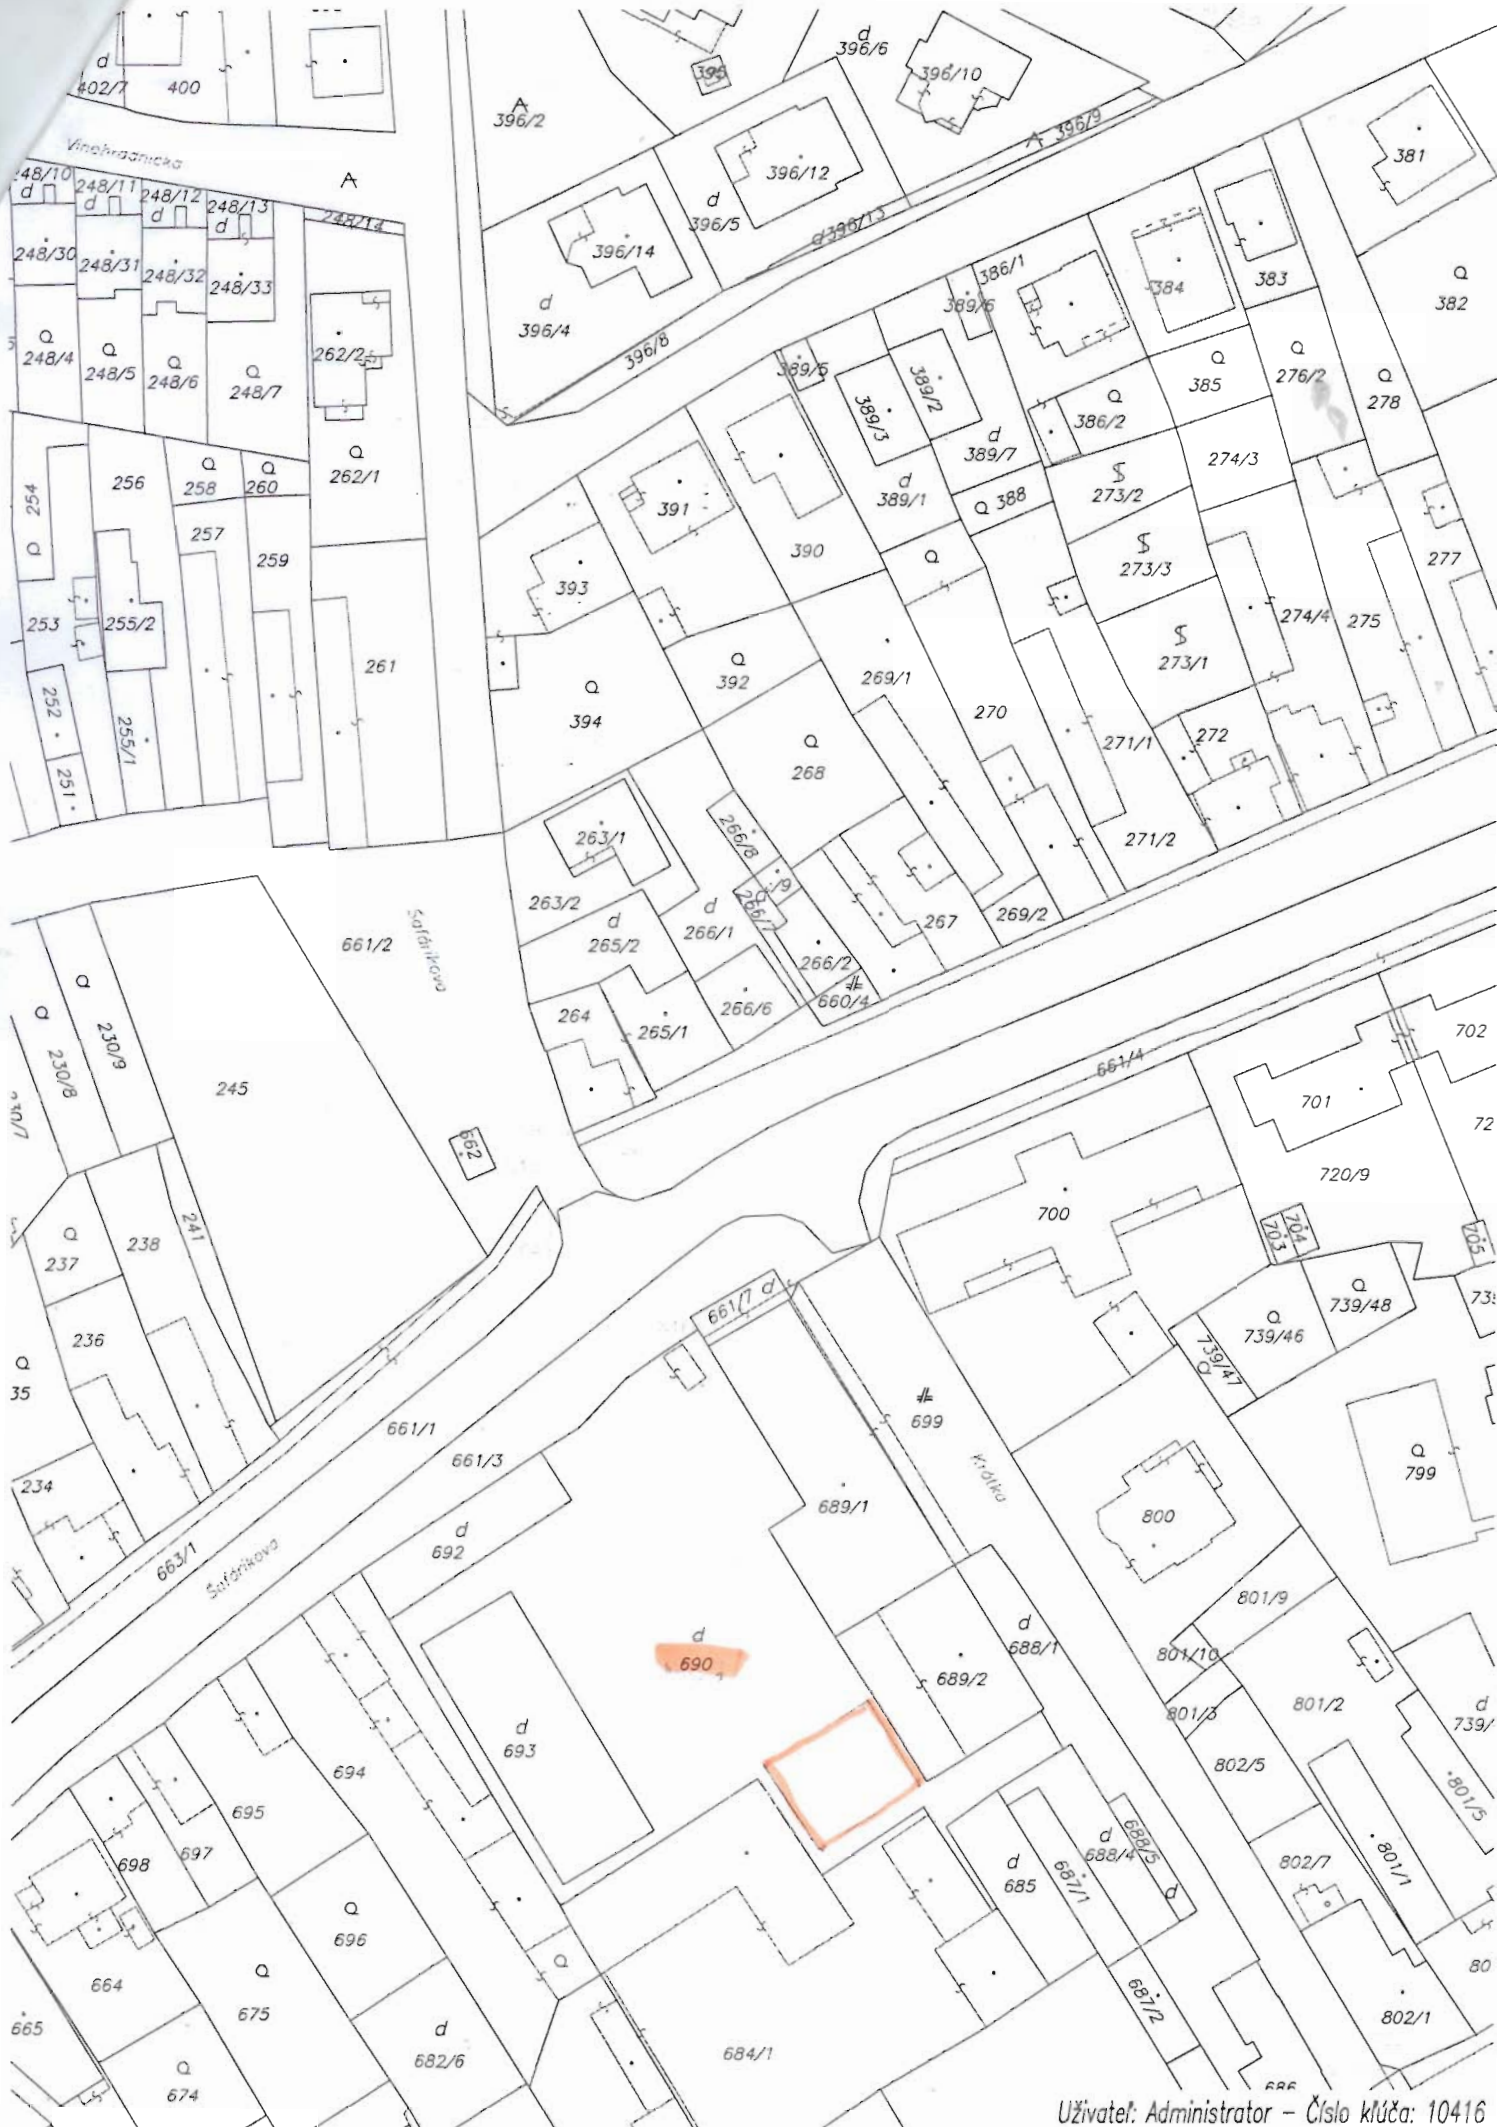 d
396/6
d
402/7
400
395
396/10
A
396/2
A 396/9
381
Vinohradnícka
396/12
A
248/10
d
248/11
d
248/12
d
248/13
d
248/14
d
396/5
d 396/13
396/14
386/1
384
383
Q
382
248/30
248/31
248/32
248/33
389/6
d
396/4
396/8
Q
248/4
Q
248/5
Q
248/6
Q
248/7
262/2
389/5
389/3
389/2
Q
385
Q
276/2
Q
278
Q
386/2
d
389/7
254
Q
256
Q
258
Q
260
Q
262/1
274/3
$
273/2
391
d
389/1
Q 388
257
259
390
Q
$
273/3
277
393
253
255/2
274/4
275
$
273/1
261
Q
392
269/1
252
Q
394
270
255/1
271/1
272
Q
268
251
263/1
266/8
271/2
263/2
d
265/2
d
266/1
266/7
267
269/2
661/2
Šafárikova
266/2
Q
230/8
Q
230/9
264
265/1
266/6
660/4
702
245
661/4
701
230/7
662
72
720/9
700
703
704
705
Q
237
238
241
661/7 d
Q
739/48
Q
739/46
739/47
Q
236
Q
35
699
661/1
661/3
Krátka
Q
799
234
689/1
800
d
692
663/1
Šafárikova
801/9
d
690
d
688/1
801/10
689/2
801/3
801/2
d
739/
d
693
802/5
694
695
801/5
698
697
d
688/4
688/5
d
685
687/1
d
802/7
801/1
Q
696
Q
664
Q
675
80
687/2
665
802/1
d
682/6
684/1
Q
674
686
Užívateľ: Administrator – Číslo kľúča: 10416